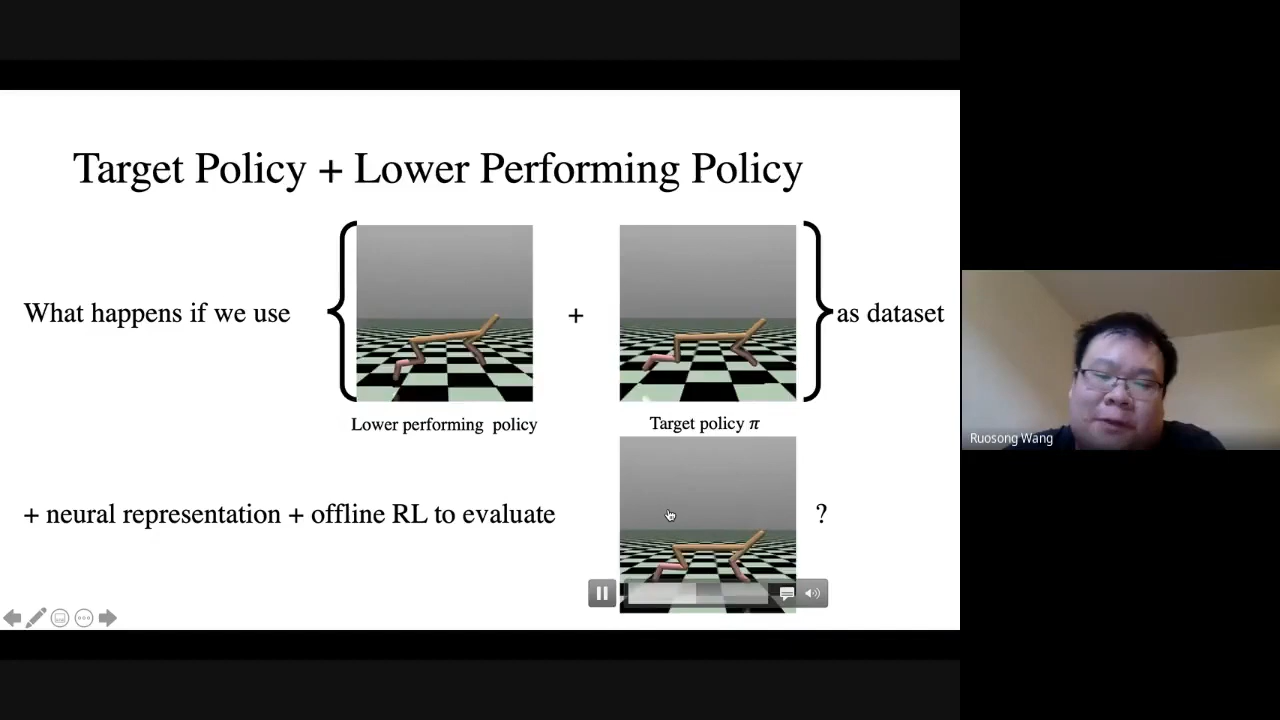 Target Policy + Lower Performing Policy
What happens if we use
+
as dataset
Lower performing policy
Target policy π
+ neural representation + offline RL to evaluate
?
Ruosong Wang